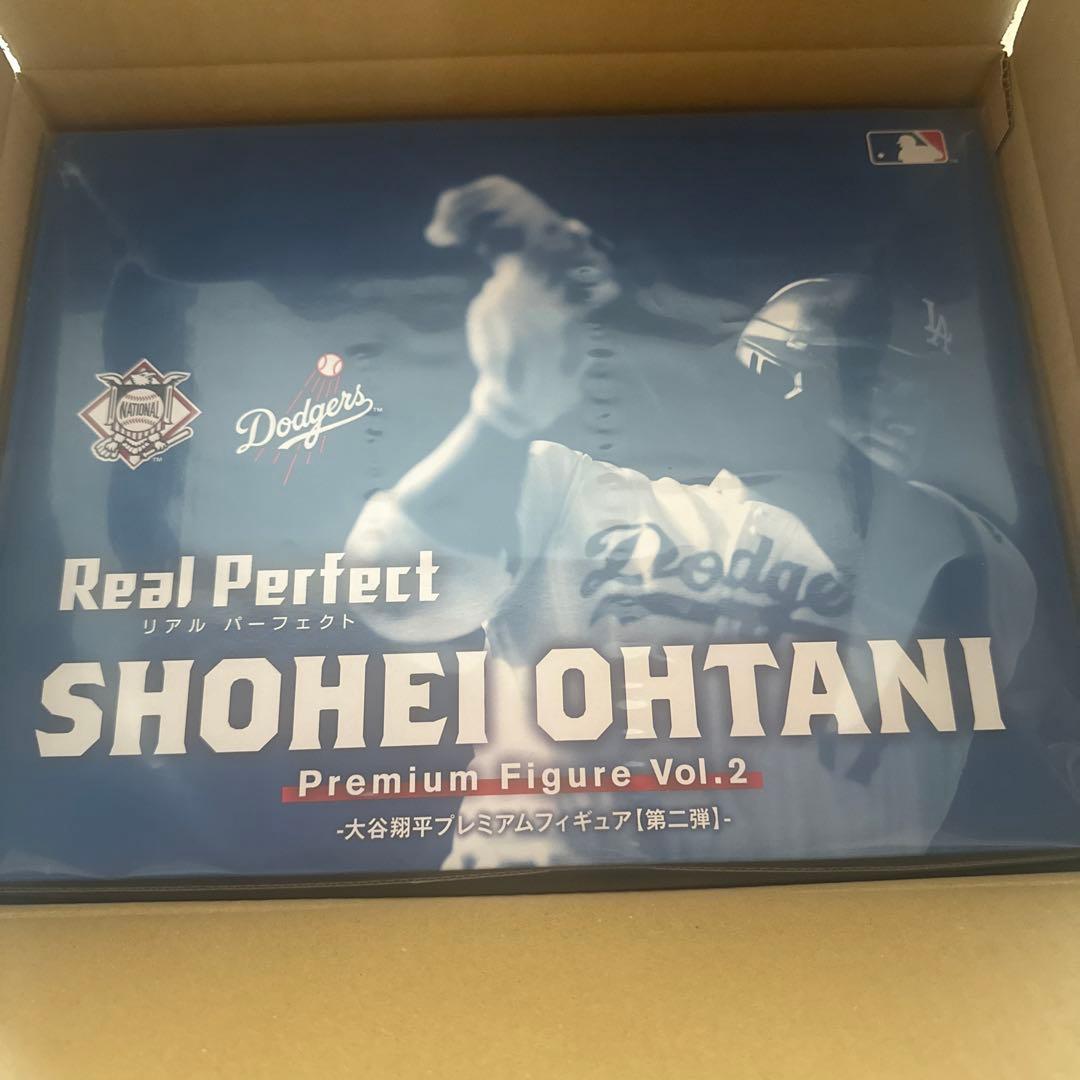 LA
NATIONAL
TM
Dodgers
TM
Dodge
Real Perfect
リアル パーフェクト
SHOHEI OHTANI
Premium Figure Vol.2
-大谷翔平プレミアムフィギュア【第二弾】-